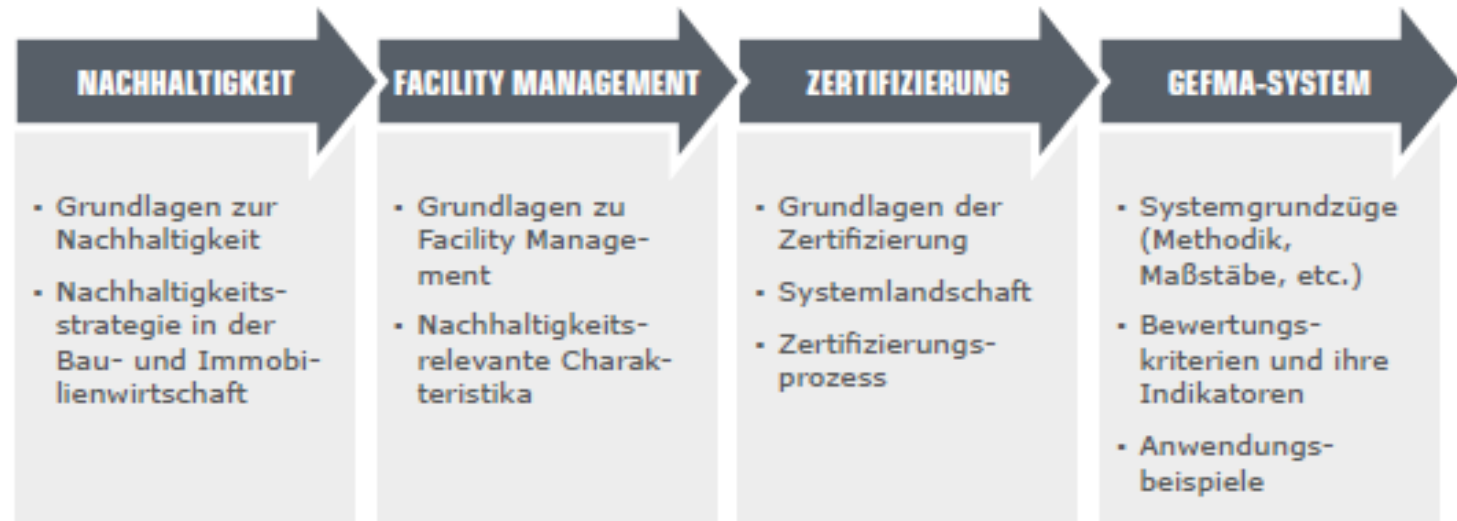 NACHHALTIGKEIT
▪ Grundlagen zur
Nachhaltigkeit
▪ Nachhaltigkeits-
strategie in der
Bau- und Immobi-
lienwirtschaft
FACILITY MANAGEMENT
▪ Grundlagen zu
Facility Manage-
ment
▪ Nachhaltigkeits-
relevante Charak-
teristika
ZERTIFIZIERUNG
▪ Grundlagen der
Zertifizierung
▪ Systemlandschaft
▪ Zertifizierungs-
prozess
GEFMA-SYSTEM
▪ Systemgrundzüge
(Methodik,
Maßstäbe, etc.)
▪ Bewertungs-
kriterien und ihre
Indikatoren
▪ Anwendungs-
beispiele